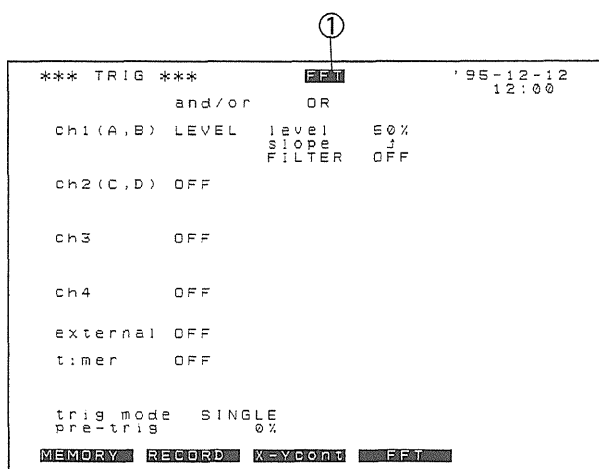 ①
*** TRIG *** FFT '95-12-12
12:00
and/or OR
ch1(A,B) LEVEL level 50%
slope ↑
FILTER OFF
ch2(C,D) OFF
ch3 OFF
ch4 OFF
external OFF
timer OFF
trig mode SINGLE
pre-trig 0%
MEMORY RECORD X-Ycont FFT